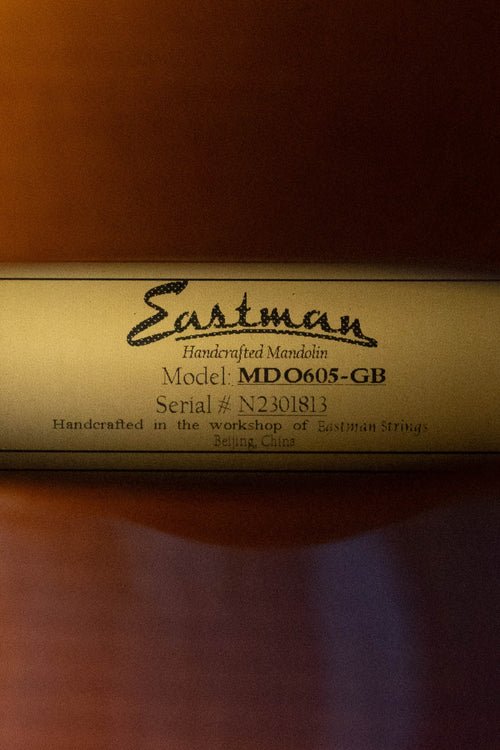 Eastman
Handcrafted Mandolin
Model: MDO605-GB
Serial # N2301813
Handcrafted in the workshop of Eastman Strings
Beijing, China